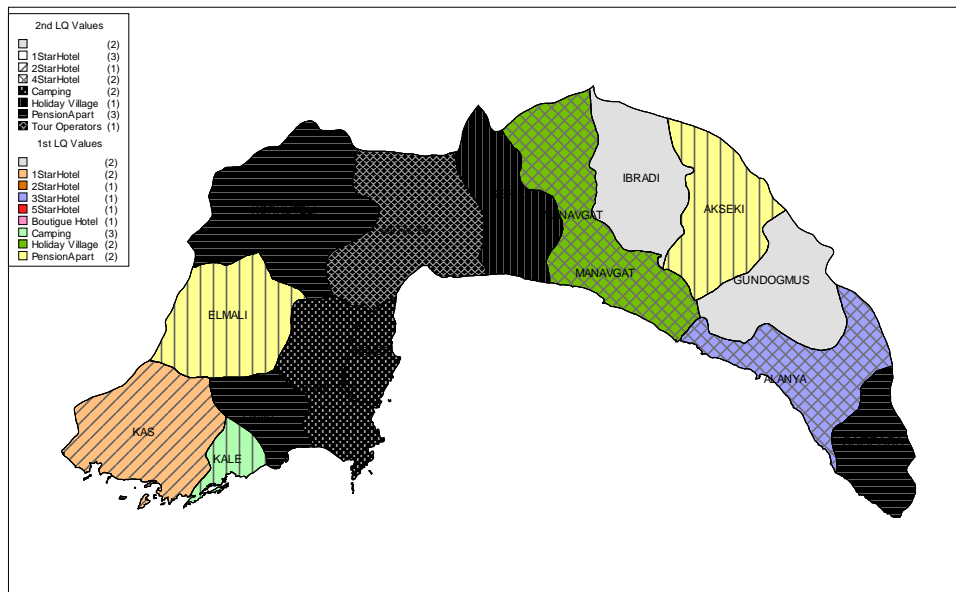 2nd LQ Values
(2)
1StarHotel (3)
2StarHotel (1)
4StarHotel (2)
Camping (2)
Holiday Village (1)
PensionApart (3)
Tour Operators (1)
1st LQ Values
(2)
1StarHotel (2)
2StarHotel (1)
3StarHotel (1)
5StarHotel (1)
Boutigue Hotel (1)
Camping (3)
Holiday Village (2)
PensionApart (2)
IBRADI
AKSEKI
MANAVGAT
MANAVGAT
GUNDOGMUS
ELMALI
ALANYA
KAS
KALE